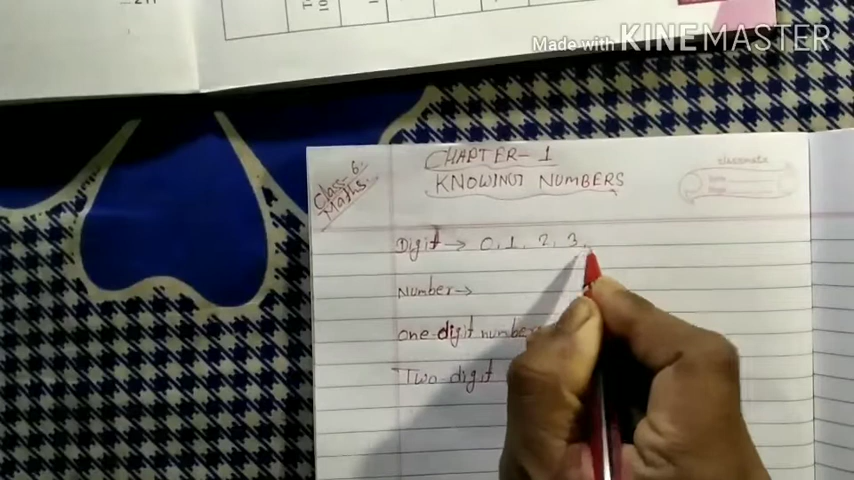 Made with KINEMASTER
CHAPTER-1
Class-6
Maths.
KNOWING NUMBERS
classmate
Digit → 0, 1, 2, 3,
Number →
one-digit number
Two-digit